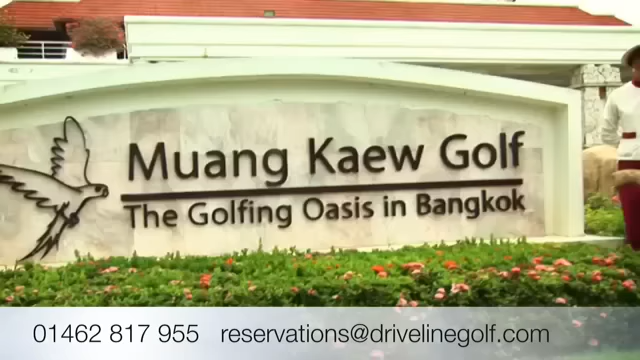 Muang Kaew Golf
The Golfing Oasis in Bangkok
01462 817 955 reservations@drivelinegolf.com